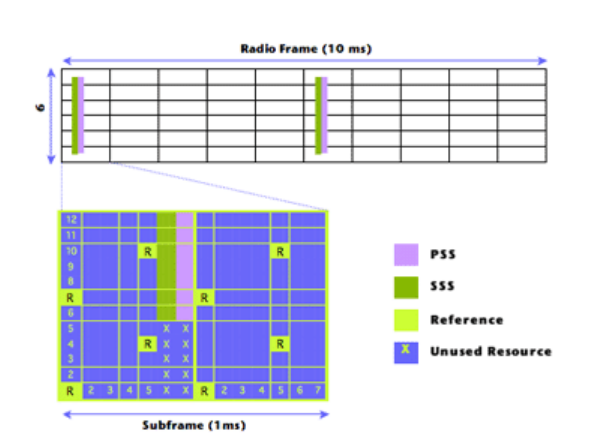 Radio Frame (10 ms)
6
12
11
10 R R
9
8
R R
6
5 X X
4 R X X R
3 X X
2 X X
R 2 3 4 5 X X R 2 3 4 5 6 7
Subframe (1ms)
PSS
SSS
Reference
X Unused Resource